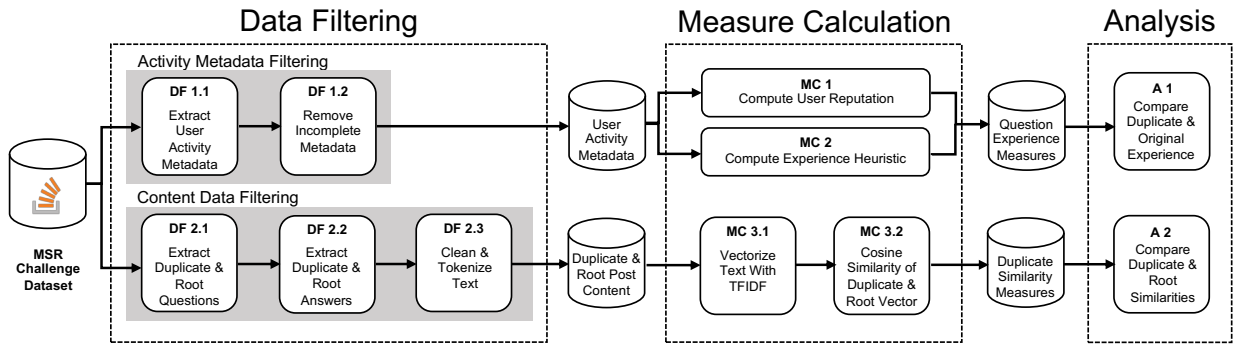 Data Filtering
Measure Calculation
Analysis
Activity Metadata Filtering
DF 1.1
Extract
User
Activity
Metadata
DF 1.2
Remove
Incomplete
Metadata
User
Activity
Metadata
MC 1
Compute User Reputation
MC 2
Compute Experience Heuristic
Question
Experience
Measures
A 1
Compare
Duplicate &
Original
Experience
MSR
Challenge
Dataset
Content Data Filtering
DF 2.1
Extract
Duplicate &
Root
Questions
DF 2.2
Extract
Duplicate &
Root
Answers
DF 2.3
Clean &
Tokenize
Text
Duplicate &
Root Post
Content
MC 3.1
Vectorize
Text With
TFIDF
MC 3.2
Cosine
Similarity of
Duplicate &
Root Vector
Duplicate
Similarity
Measures
A 2
Compare
Duplicate &
Root
Similarities